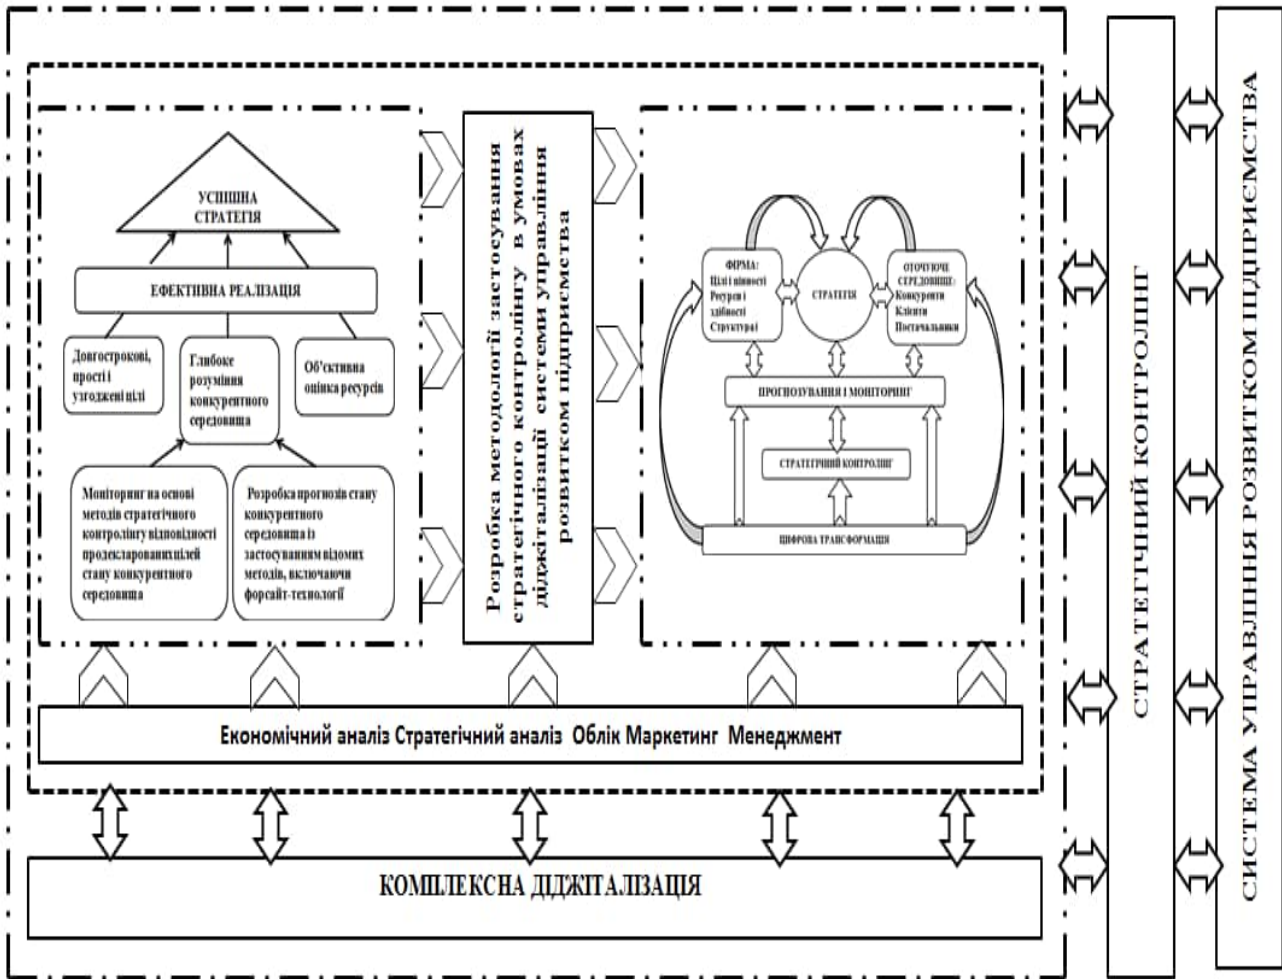 УСПІШНА
СТРАТЕГІЯ
ЕФЕКТИВНА РЕАЛІЗАЦІЯ
Довгострокові,
прості і
узгоджені цілі
Глибоке
розуміння
конкурентного
середовища
Об'єктивна
оцінка ресурсів
Моніторинг на основі
методів стратегічного
контролінгу відповідності
продекларованих цілей
стану конкурентного
середовища
Розробка прогнозів стану
конкурентного
середовища із
застосуванням відомих
методів, включаючи
форсайт-технології
Розробка методології застосування
стратегічного контролінгу в умовах
діджіталізації системи управління
розвитком підприємства
ФІРМА:
Цілі і цінності
Ресурси і
здібності
Структура і
СТРАТЕГІЯ
ОТОЧУЮЧЕ
СЕРЕДОВИЩЕ:
Конкуренти
Клієнти
Постачальники
ПРОГНОЗУВАННЯ І МОНІТОРИНГ
СТРАТЕГІЧНИЙ КОНТРОЛІНГ
ЦИФРОВА ТРАНСФОРМАЦІЯ
Економічний аналіз Стратегічний аналіз Облік Маркетинг Менеджмент
КОМПЛЕКСНА ДІДЖІТАЛІЗАЦІЯ
СТРАТЕГІЧНИЙ КОНТРОЛІНГ
СИСТЕМА УПРАВЛІННЯ РОЗВИТКОМ ПІДПРИЄМСТВА